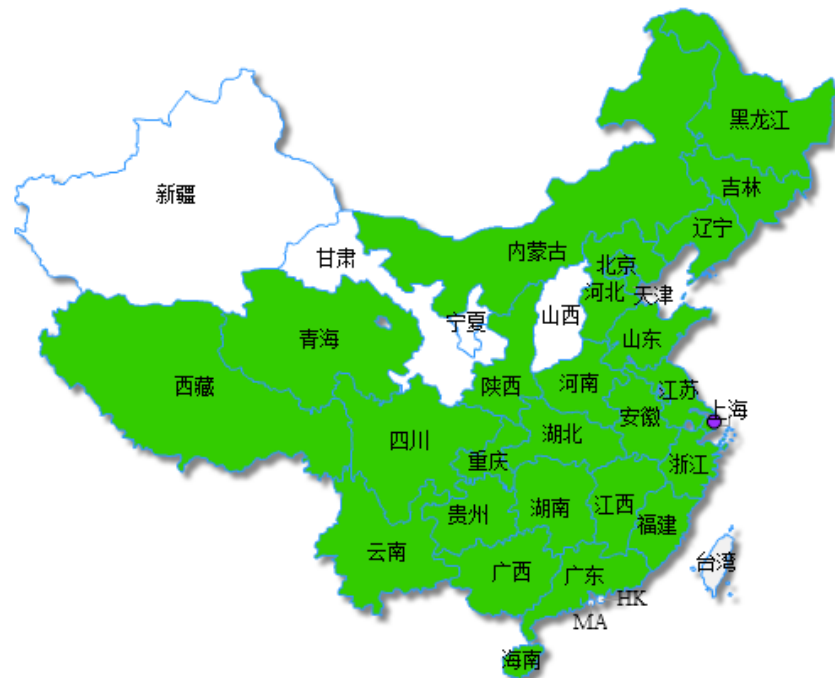 黑龙江
吉林
辽宁
新疆
内蒙古
甘肃
北京
河北
天津
宁夏
山西
青海
山东
西藏
陕西
河南
江苏
安徽
上海
四川
湖北
重庆
浙江
贵州
湖南
江西
福建
云南
广西
广东
台湾
HK
MA
海南